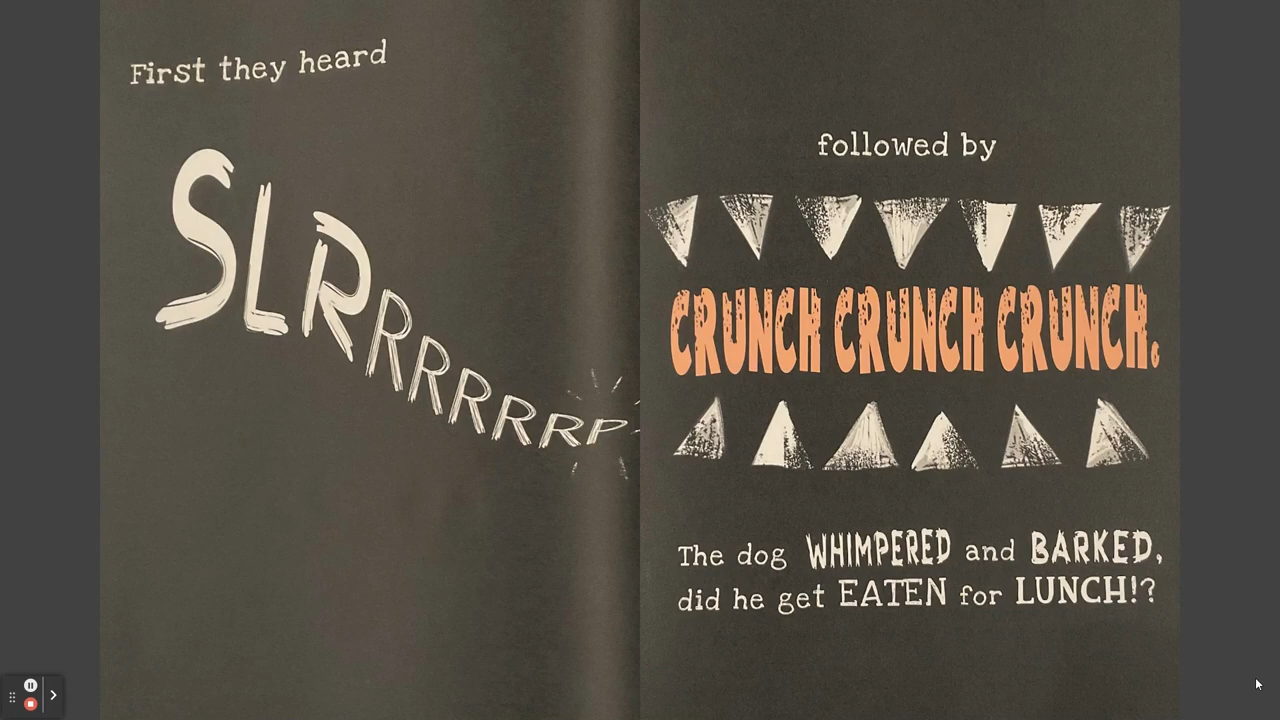 First they heard
SLRRRRRRRP
followed by
CRUNCH CRUNCH CRUNCH.
The dog WHIMPERED and BARKED,
did he get EATEN for LUNCH!?